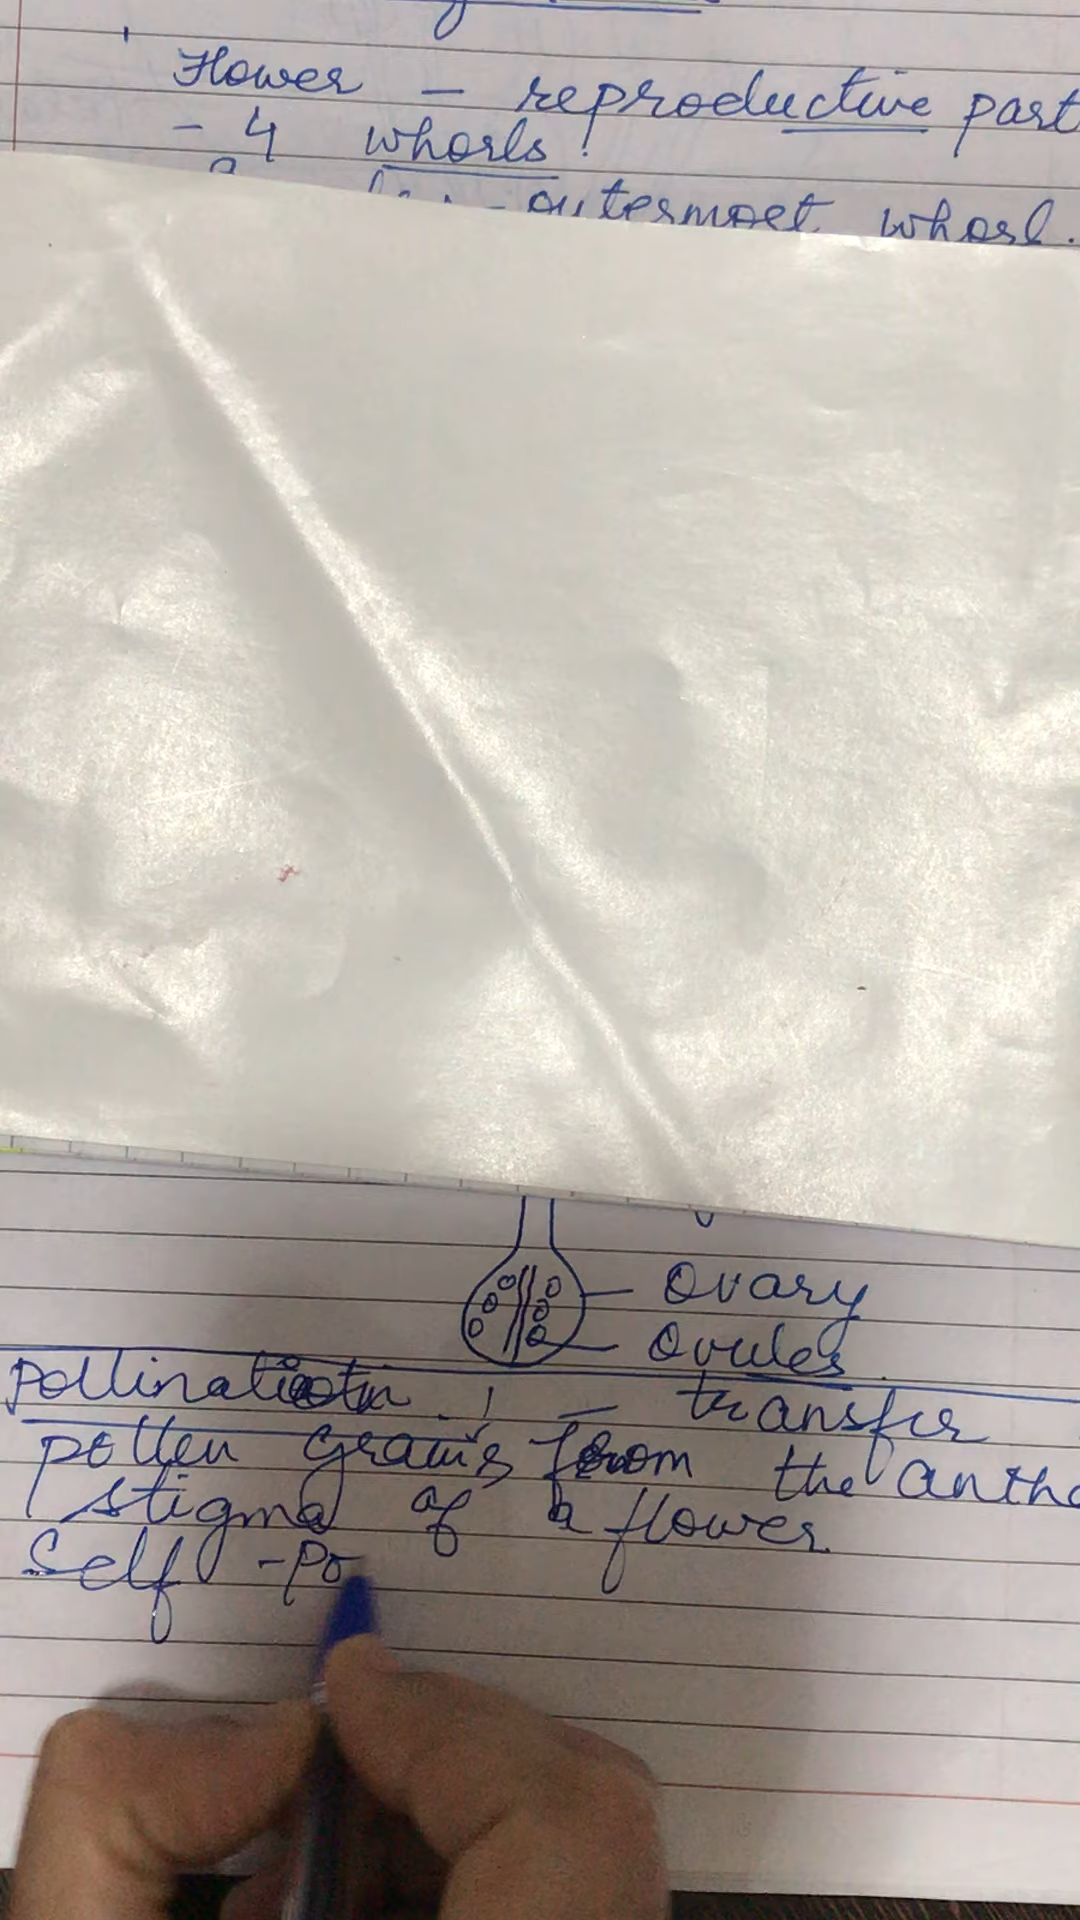 Flower - reproductive part
- 4 whorls :
- outermost whorl.
Ovary
Ovules
pollination :- transfer
pollen grains from the anthe
stigma of a flower
Self -po